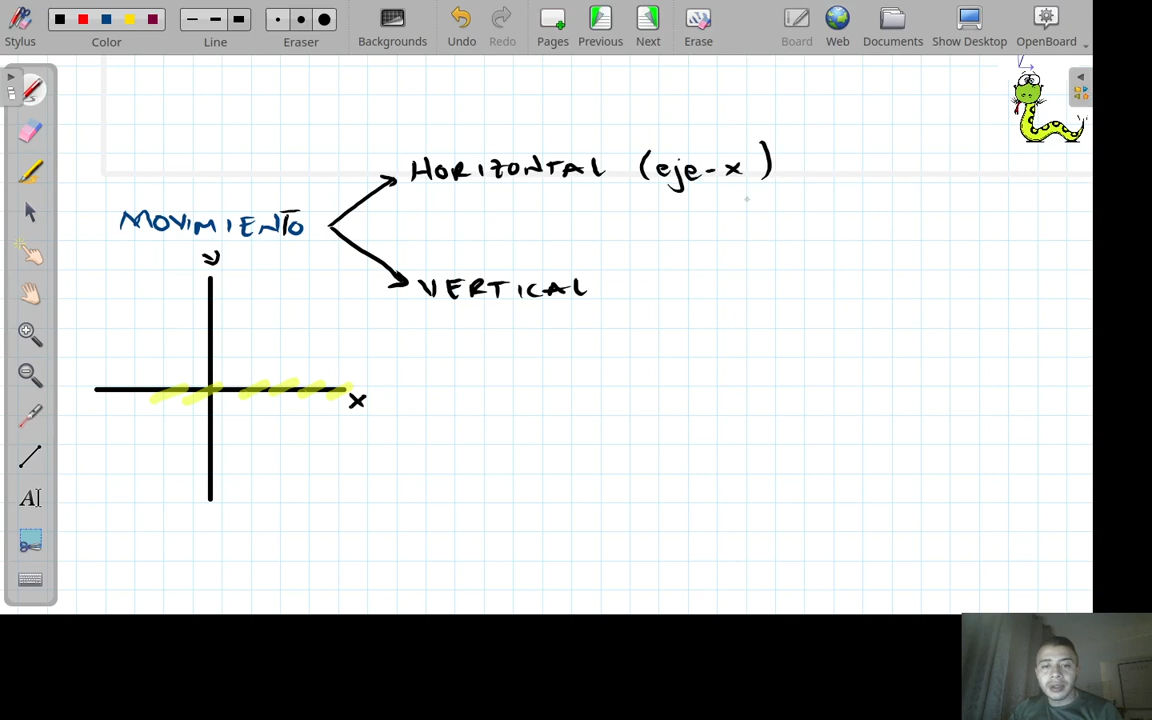 Stylus
Color
Line
Eraser
Backgrounds
Undo
Redo
Pages
Previous
Next
Erase
Board
Web
Documents
Show Desktop
OpenBoard
HORIZONTAL (eje-x)
MOVIMIENTO
VERTICAL
x